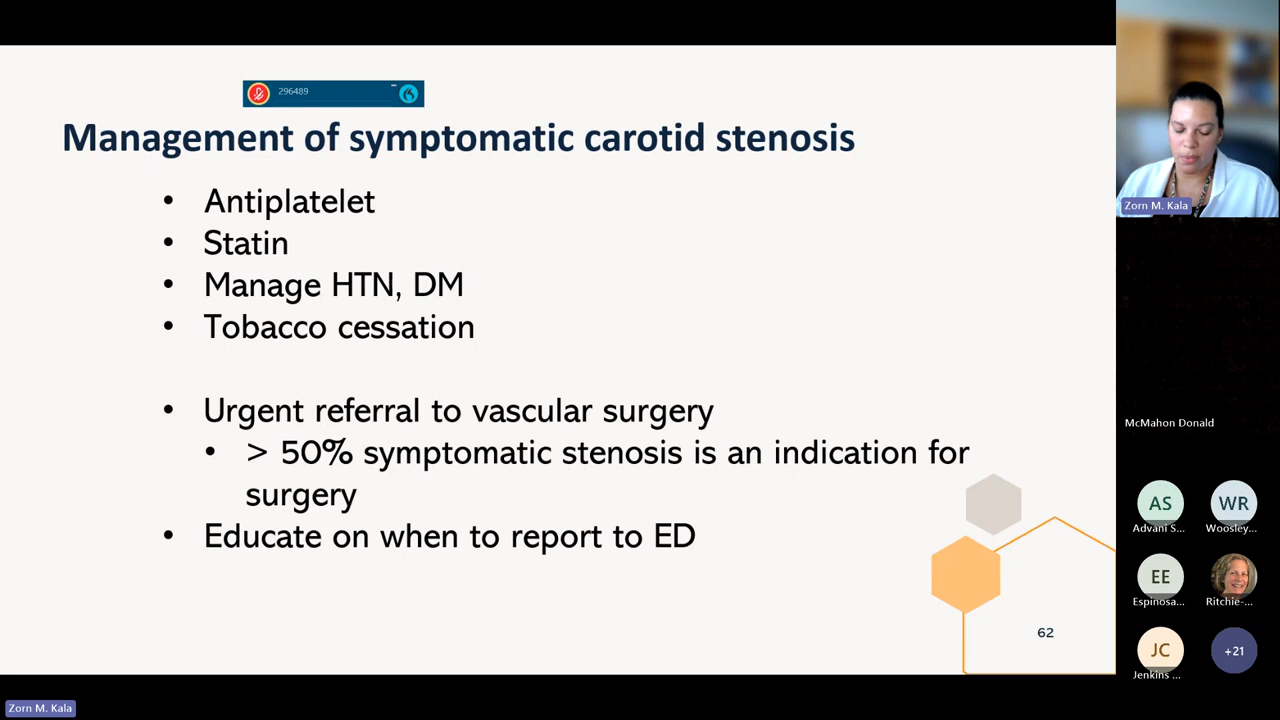 296489
Management of symptomatic carotid stenosis
• Antiplatelet
• Statin
• Manage HTN, DM
• Tobacco cessation
• Urgent referral to vascular surgery
• > 50% symptomatic stenosis is an indication for
surgery
• Educate on when to report to ED
62
Zorn M. Kala
McMahon Donald
AS
WR
Advani S...
Woosley...
EE
Espinosa...
Ritchie-...
JC
+21
Jenkins ...
Zorn M. Kala